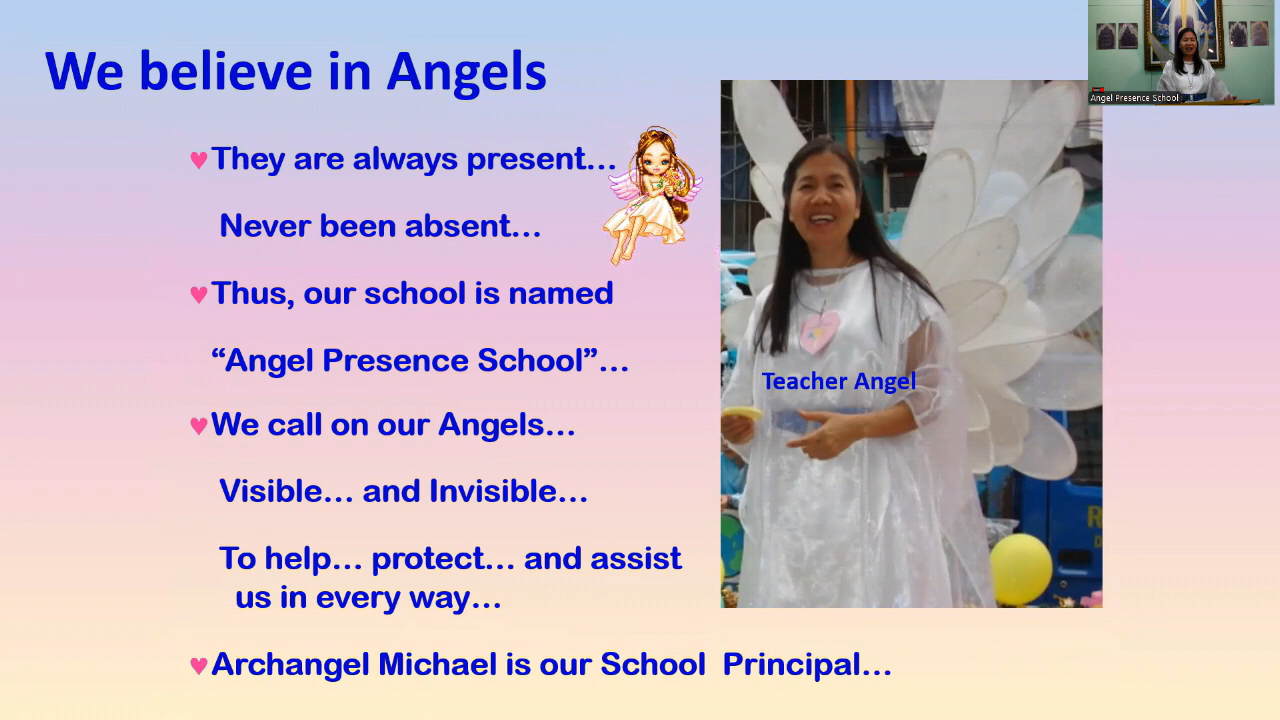 We believe in Angels
Angel Presence School
♥They are always present...
Never been absent...
♥Thus, our school is named
“Angel Presence School”...
♥We call on our Angels...
Visible... and Invisible...
To help... protect... and assist
us in every way...
♥Archangel Michael is our School Principal...
Teacher Angel